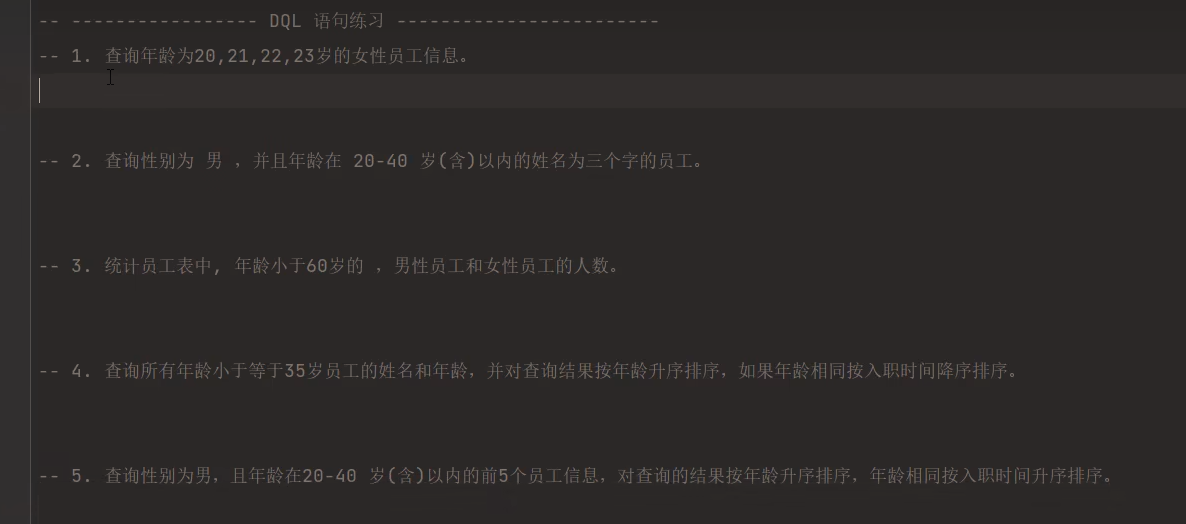 -- ----------------- DQL 语句练习 ------------------------
-- 1. 查询年龄为20,21,22,23岁的女性员工信息。
-- 2. 查询性别为 男 ，并且年龄在 20-40 岁(含)以内的姓名为三个字的员工。
-- 3. 统计员工表中, 年龄小于60岁的 ，男性员工和女性员工的人数。
-- 4. 查询所有年龄小于等于35岁员工的姓名和年龄，并对查询结果按年龄升序排序，如果年龄相同按入职时间降序排序。
-- 5. 查询性别为男，且年龄在20-40 岁(含)以内的前5个员工信息，对查询的结果按年龄升序排序，年龄相同按入职时间升序排序。